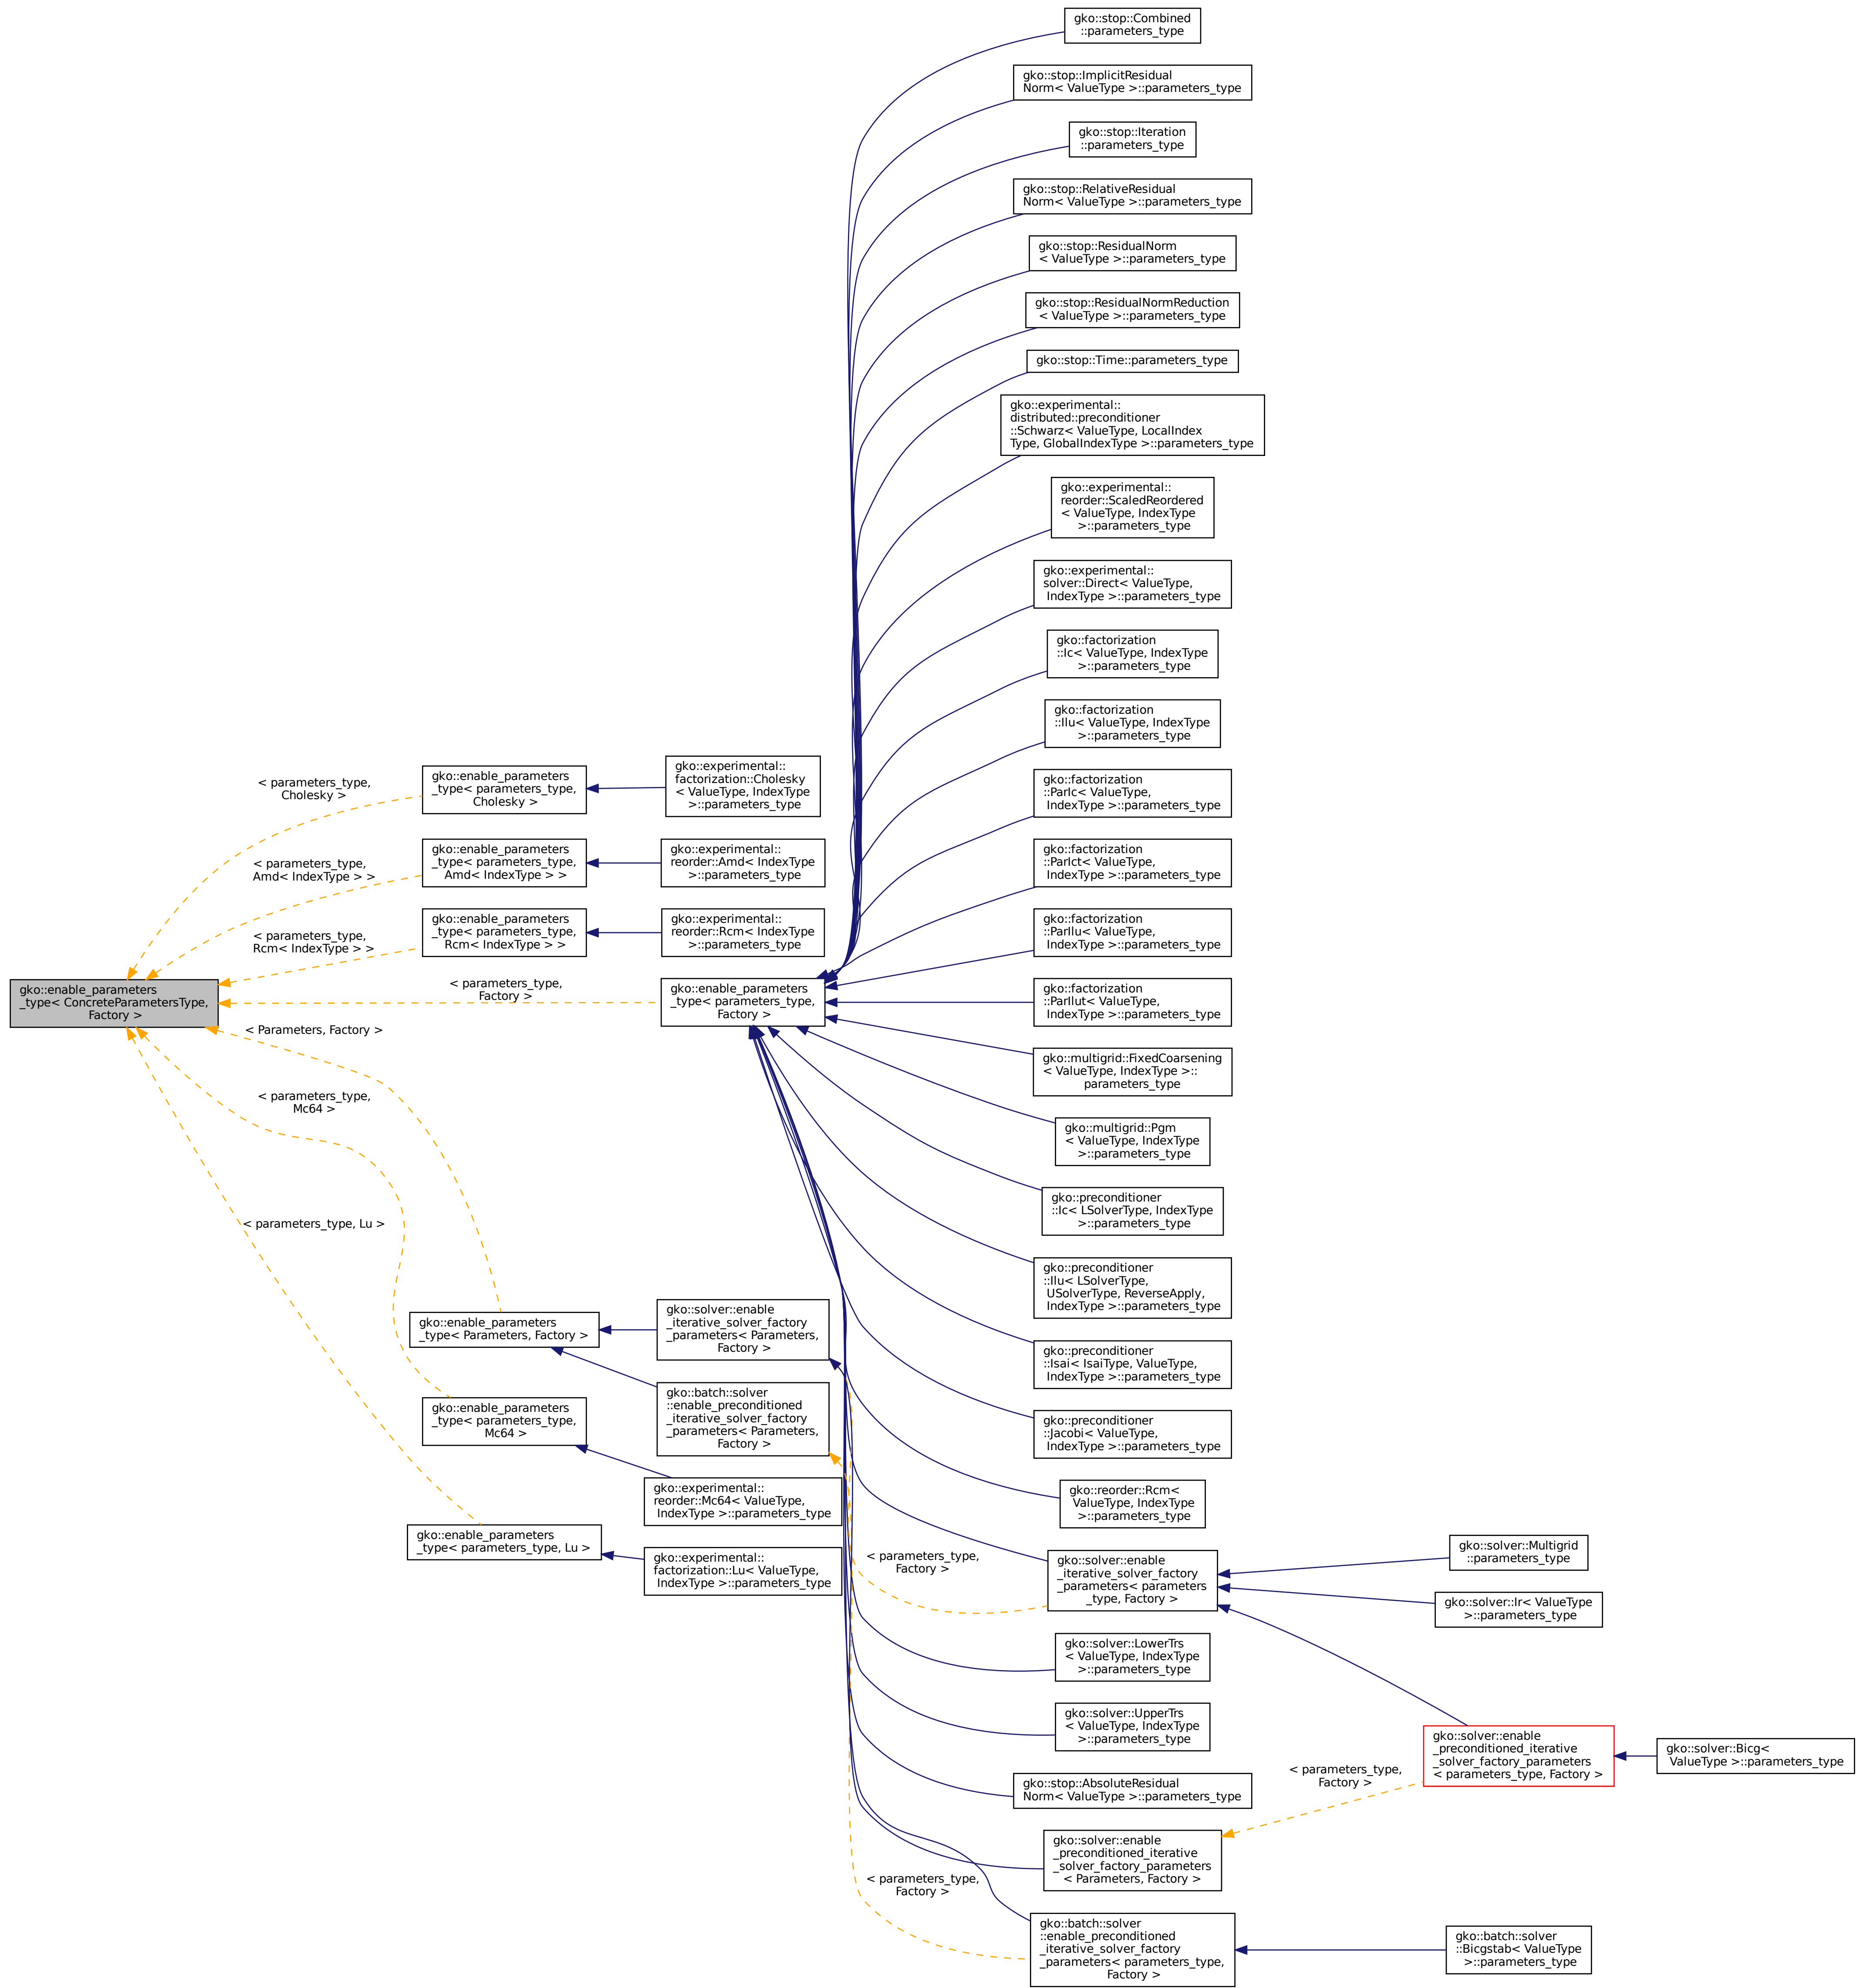 gko::stop::Combined
::parameters_type
gko::stop::ImplicitResidual
Norm< ValueType >::parameters_type
gko::stop::Iteration
::parameters_type
gko::stop::RelativeResidual
Norm< ValueType >::parameters_type
gko::stop::ResidualNorm
< ValueType >::parameters_type
gko::stop::ResidualNormReduction
< ValueType >::parameters_type
gko::stop::Time::parameters_type
gko::experimental::
distributed::preconditioner
::Schwarz< ValueType, LocalIndex
Type, GlobalIndexType >::parameters_type
gko::experimental::
reorder::ScaledReordered
< ValueType, IndexType
>::parameters_type
gko::experimental::
solver::Direct< ValueType,
IndexType >::parameters_type
gko::factorization
::Ic< ValueType, IndexType
>::parameters_type
gko::factorization
::Ilu< ValueType, IndexType
>::parameters_type
gko::factorization
::ParIc< ValueType,
IndexType >::parameters_type
gko::factorization
::ParIct< ValueType,
IndexType >::parameters_type
gko::factorization
::ParIlu< ValueType,
IndexType >::parameters_type
gko::factorization
::ParIlut< ValueType,
IndexType >::parameters_type
gko::multigrid::FixedCoarsening
< ValueType, IndexType >::
parameters_type
gko::multigrid::Pgm
< ValueType, IndexType
>::parameters_type
gko::preconditioner
::Ic< LSolverType, IndexType
>::parameters_type
gko::preconditioner
::Ilu< LSolverType,
USolverType, ReverseApply,
IndexType >::parameters_type
gko::preconditioner
::Isai< IsaiType, ValueType,
IndexType >::parameters_type
gko::preconditioner
::Jacobi< ValueType,
IndexType >::parameters_type
gko::reorder::Rcm<
ValueType, IndexType
>::parameters_type
gko::solver::enable
_iterative_solver_factory
_parameters< parameters
_type, Factory >
gko::solver::LowerTrs
< ValueType, IndexType
>::parameters_type
gko::solver::UpperTrs
< ValueType, IndexType
>::parameters_type
gko::stop::AbsoluteResidual
Norm< ValueType >::parameters_type
gko::solver::enable
_preconditioned_iterative
_solver_factory_parameters
< Parameters, Factory >
gko::batch::solver
::enable_preconditioned
_iterative_solver_factory
_parameters< parameters_type,
Factory >
gko::solver::Multigrid
::parameters_type
gko::solver::Ir< ValueType
>::parameters_type
gko::solver::enable
_preconditioned_iterative
_solver_factory_parameters
< parameters_type, Factory >
gko::solver::Bicg<
ValueType >::parameters_type
gko::batch::solver
::Bicgstab< ValueType
>::parameters_type
< parameters_type,
Factory >
< parameters_type,
Factory >
< parameters_type,
Factory >
gko::enable_parameters
_type< ConcreteParametersType,
Factory >
< parameters_type,
Cholesky >
< parameters_type,
Amd< IndexType > >
< parameters_type,
Rcm< IndexType > >
< parameters_type,
Factory >
< Parameters, Factory >
< parameters_type,
Mc64 >
< parameters_type, Lu >
gko::enable_parameters
_type< parameters_type,
Cholesky >
gko::experimental::
factorization::Cholesky
< ValueType, IndexType
>::parameters_type
gko::enable_parameters
_type< parameters_type,
Amd< IndexType > >
gko::experimental::
reorder::Amd< IndexType
>::parameters_type
gko::enable_parameters
_type< parameters_type,
Rcm< IndexType > >
gko::experimental::
reorder::Rcm< IndexType
>::parameters_type
gko::enable_parameters
_type< parameters_type,
Factory >
gko::enable_parameters
_type< Parameters, Factory >
gko::solver::enable
_iterative_solver_factory
_parameters< Parameters,
Factory >
gko::batch::solver
::enable_preconditioned
_iterative_solver_factory
_parameters< Parameters,
Factory >
gko::enable_parameters
_type< parameters_type,
Mc64 >
gko::experimental::
reorder::Mc64< ValueType,
IndexType >::parameters_type
gko::enable_parameters
_type< parameters_type, Lu >
gko::experimental::
factorization::Lu< ValueType,
IndexType >::parameters_type